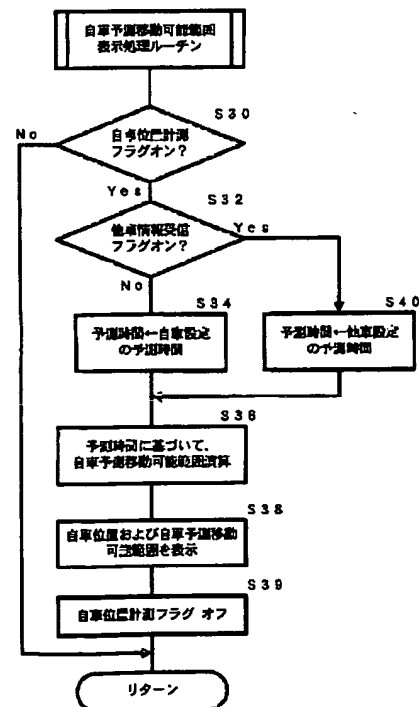 自車予測移動可能範囲
表示処理ルーチン
S30
No
自車位置計測
フラグオン?
Yes
S32
他車情報受信
フラグオン?
Yes
No
S34
S40
予測時間←自車設定
の予測時間
予測時間←他車設定
の予測時間
S36
予測時間に基づいて、
自車予測移動可能範囲演算
S38
自車位置および自車予測移動
可能範囲を表示
S39
自車位置計測フラグ オフ
No
リターン